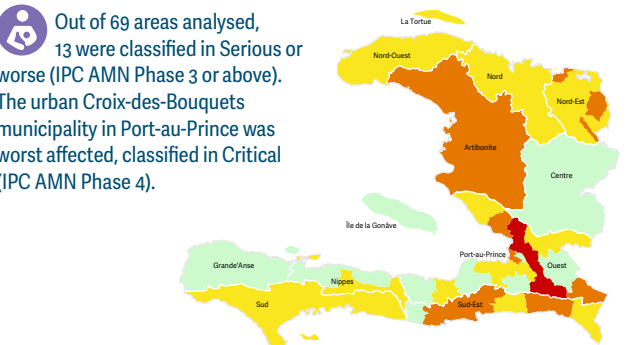 Out of 69 areas analysed,
13 were classified in Serious or
worse (IPC AMN Phase 3 or above).
The urban Croix-des-Bouquets
municipality in Port-au-Prince was
worst affected, classified in Critical
(IPC AMN Phase 4).
La Tortue
Nord-Ouest
Nord
Nord-Est
Artibonite
Centre
Île de la Gonâve
Port-au-Prince
Ouest
Grande'Anse
Nippes
Sud
Sud-Est